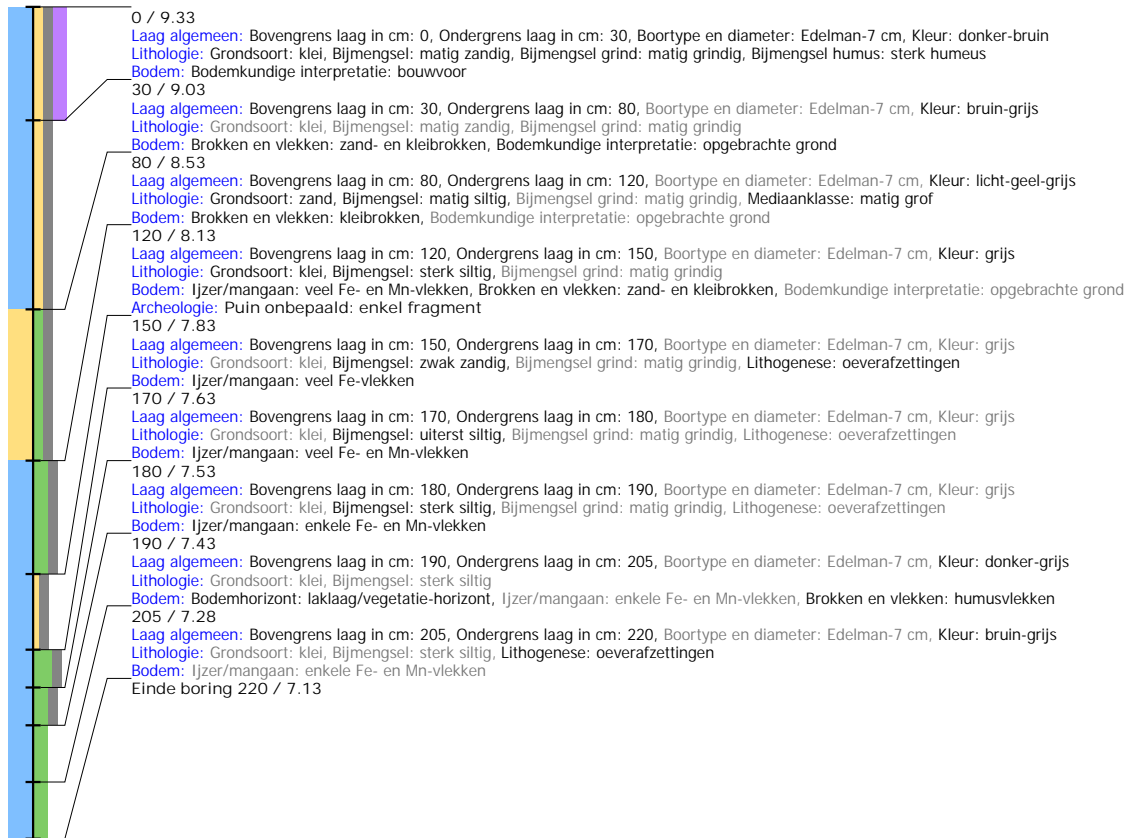 0 / 9.33
Laag algemeen: Bovengrens laag in cm: 0, Ondergrens laag in cm: 30, Boortype en diameter: Edelman-7 cm, Kleur: donker-bruin
Lithologie: Grondsoort: klei, Bijmengsel: matig zandig, Bijmengsel grind: matig grindig, Bijmengsel humus: sterk humeus
Bodem: Bodemkundige interpretatie: bouwvoor
30 / 9.03
Laag algemeen: Bovengrens laag in cm: 30, Ondergrens laag in cm: 80, Boortype en diameter: Edelman-7 cm, Kleur: bruin-grijs
Lithologie: Grondsoort: klei, Bijmengsel: matig zandig, Bijmengsel grind: matig grindig
Bodem: Brokken en vlekken: zand- en kleibrokken, Bodemkundige interpretatie: opgebrachte grond
80 / 8.53
Laag algemeen: Bovengrens laag in cm: 80, Ondergrens laag in cm: 120, Boortype en diameter: Edelman-7 cm, Kleur: licht-geel-grijs
Lithologie: Grondsoort: zand, Bijmengsel: matig siltig, Bijmengsel grind: matig grindig, Mediaanklasse: matig grof
Bodem: Brokken en vlekken: kleibrokken, Bodemkundige interpretatie: opgebrachte grond
120 / 8.13
Laag algemeen: Bovengrens laag in cm: 120, Ondergrens laag in cm: 150, Boortype en diameter: Edelman-7 cm, Kleur: grijs
Lithologie: Grondsoort: klei, Bijmengsel: sterk siltig, Bijmengsel grind: matig grindig
Bodem: Ijzer/mangaan: veel Fe- en Mn-vlekken, Brokken en vlekken: zand- en kleibrokken, Bodemkundige interpretatie: opgebrachte grond
Archeologie: Puin onbepaald: enkel fragment
150 / 7.83
Laag algemeen: Bovengrens laag in cm: 150, Ondergrens laag in cm: 170, Boortype en diameter: Edelman-7 cm, Kleur: grijs
Lithologie: Grondsoort: klei, Bijmengsel: zwak zandig, Bijmengsel grind: matig grindig, Lithogenese: oeverafzettingen
Bodem: Ijzer/mangaan: veel Fe-vlekken
170 / 7.63
Laag algemeen: Bovengrens laag in cm: 170, Ondergrens laag in cm: 180, Boortype en diameter: Edelman-7 cm, Kleur: grijs
Lithologie: Grondsoort: klei, Bijmengsel: uiterst siltig, Bijmengsel grind: matig grindig, Lithogenese: oeverafzettingen
Bodem: Ijzer/mangaan: veel Fe- en Mn-vlekken
180 / 7.53
Laag algemeen: Bovengrens laag in cm: 180, Ondergrens laag in cm: 190, Boortype en diameter: Edelman-7 cm, Kleur: grijs
Lithologie: Grondsoort: klei, Bijmengsel: sterk siltig, Bijmengsel grind: matig grindig, Lithogenese: oeverafzettingen
Bodem: Ijzer/mangaan: enkele Fe- en Mn-vlekken
190 / 7.43
Laag algemeen: Bovengrens laag in cm: 190, Ondergrens laag in cm: 205, Boortype en diameter: Edelman-7 cm, Kleur: donker-grijs
Lithologie: Grondsoort: klei, Bijmengsel: sterk siltig
Bodem: Bodemhorizont: laklaag/vegetatie-horizont, Ijzer/mangaan: enkele Fe- en Mn-vlekken, Brokken en vlekken: humusvlekken
205 / 7.28
Laag algemeen: Bovengrens laag in cm: 205, Ondergrens laag in cm: 220, Boortype en diameter: Edelman-7 cm, Kleur: bruin-grijs
Lithologie: Grondsoort: klei, Bijmengsel: sterk siltig, Lithogenese: oeverafzettingen
Bodem: Ijzer/mangaan: enkele Fe- en Mn-vlekken
Einde boring 220 / 7.13